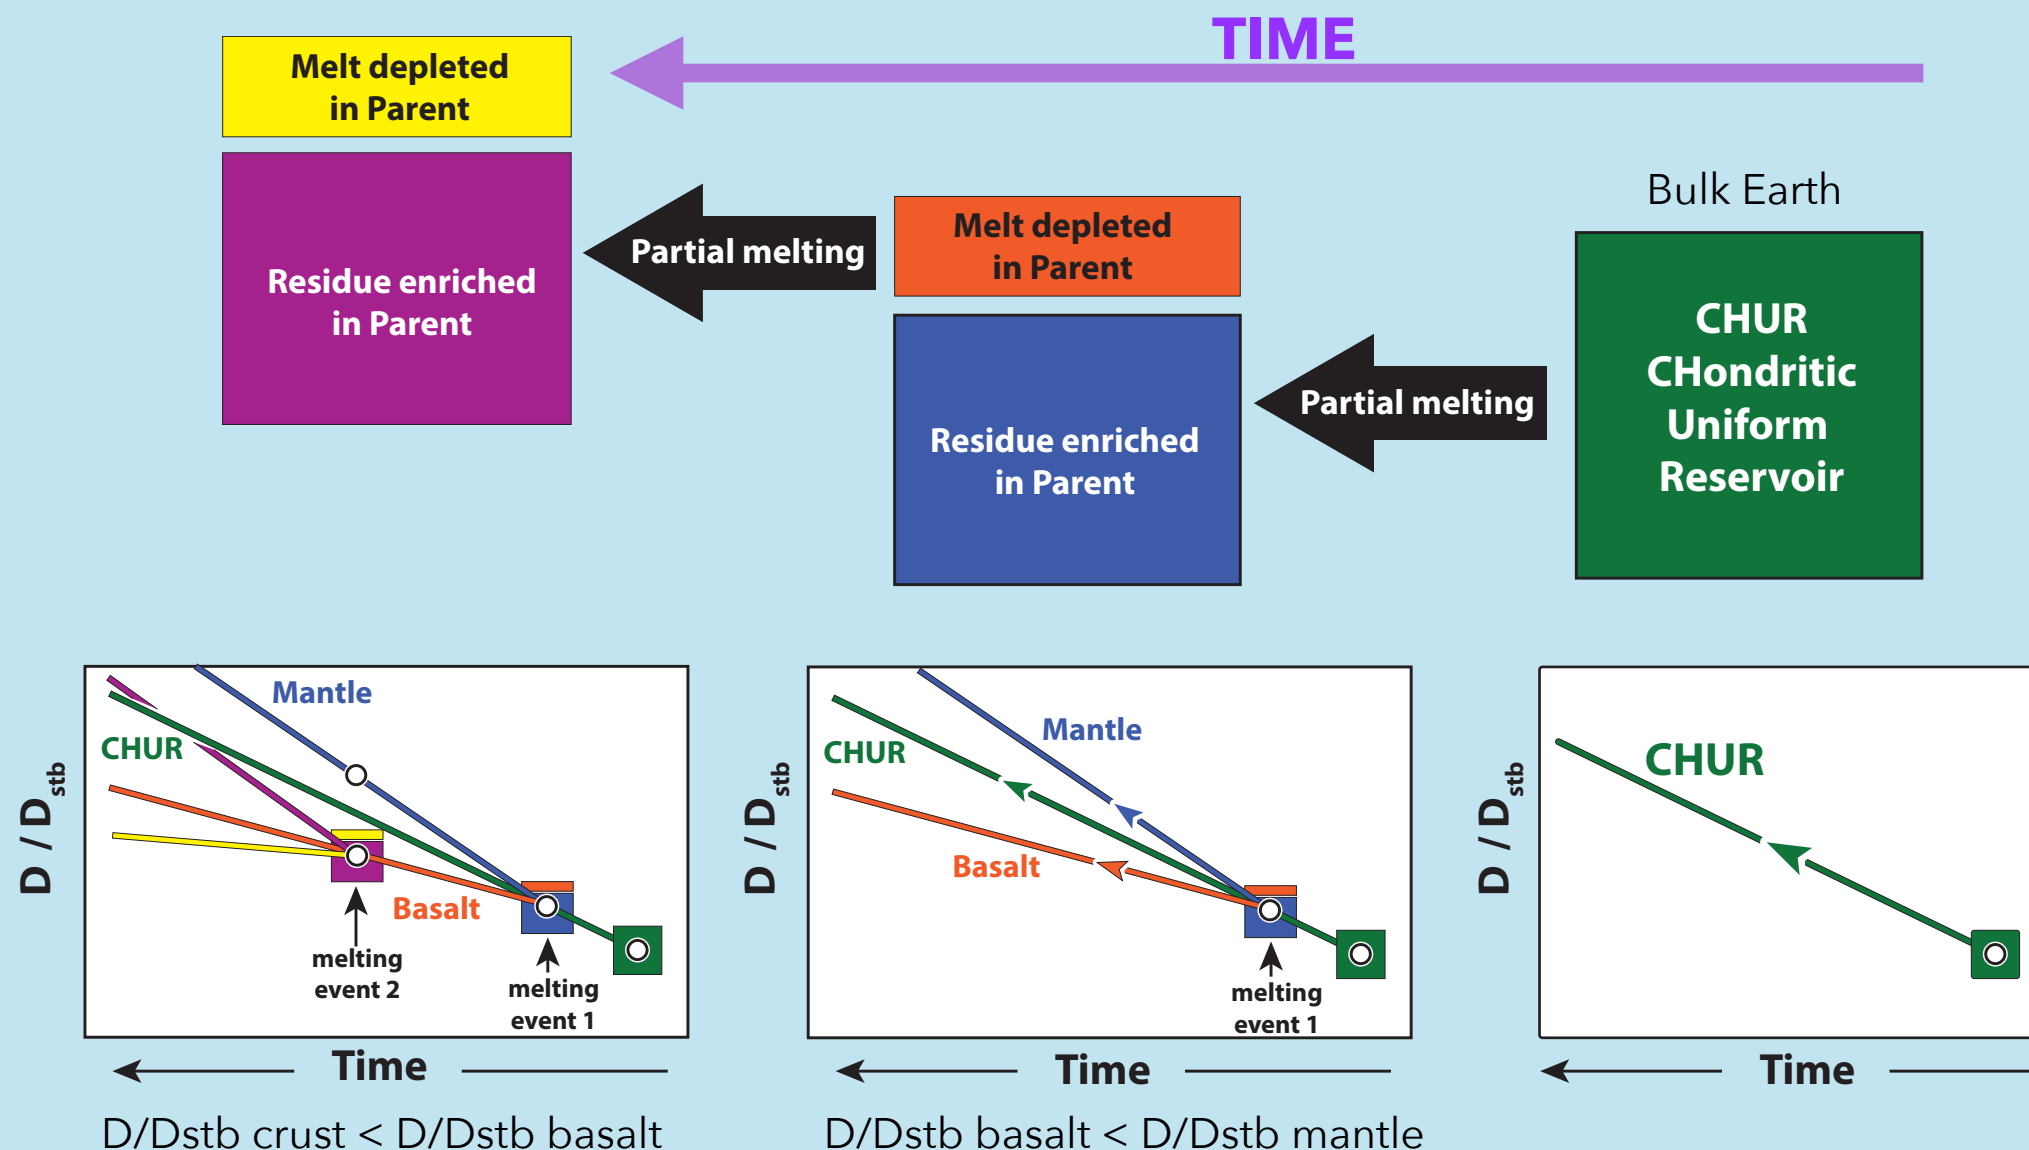 TIME
Melt depleted
in Parent
Residue enriched
in Parent
Partial melting
Melt depleted
in Parent
Residue enriched
in Parent
Partial melting
Bulk Earth
CHUR
CHondritic
Uniform
Reservoir
D / Dstb
Mantle
CHUR
Basalt
melting
event 2
melting
event 1
Time
D/Dstb crust < D/Dstb basalt
D / Dstb
Mantle
CHUR
Basalt
melting
event 1
Time
D/Dstb basalt < D/Dstb mantle
D / Dstb
CHUR
Time